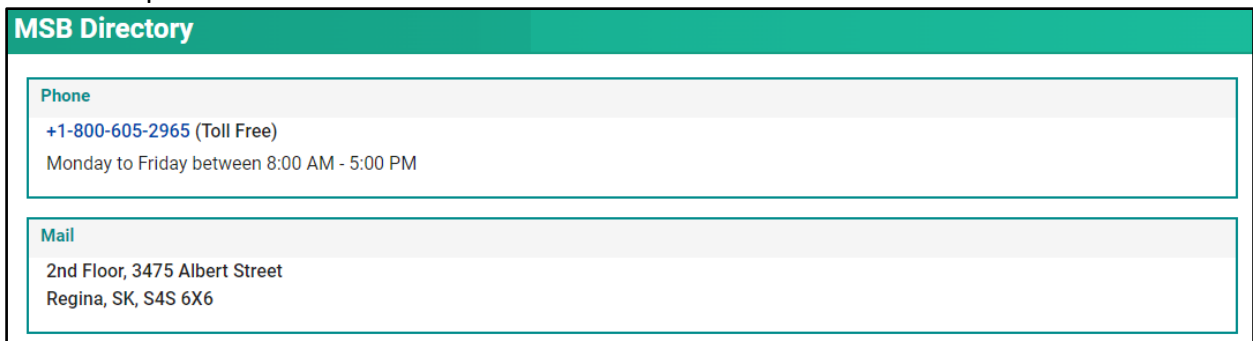 MSB Directory
Phone
+1-800-605-2965 (Toll Free)
Monday to Friday between 8:00 AM - 5:00 PM
Mail
2nd Floor, 3475 Albert Street
Regina, SK, S4S 6X6